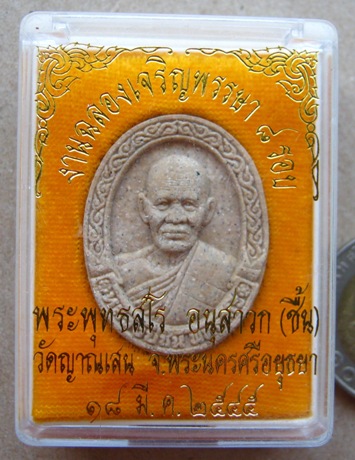 งานฉลองเจริญพรรษา ๘ รอบ
พระพุทธสโร อนุสาวก (ชื้น)
วัดญาณเสน จ.พระนครศรีอยุธยา
๑๘ มี.ค.๒๕๔๕